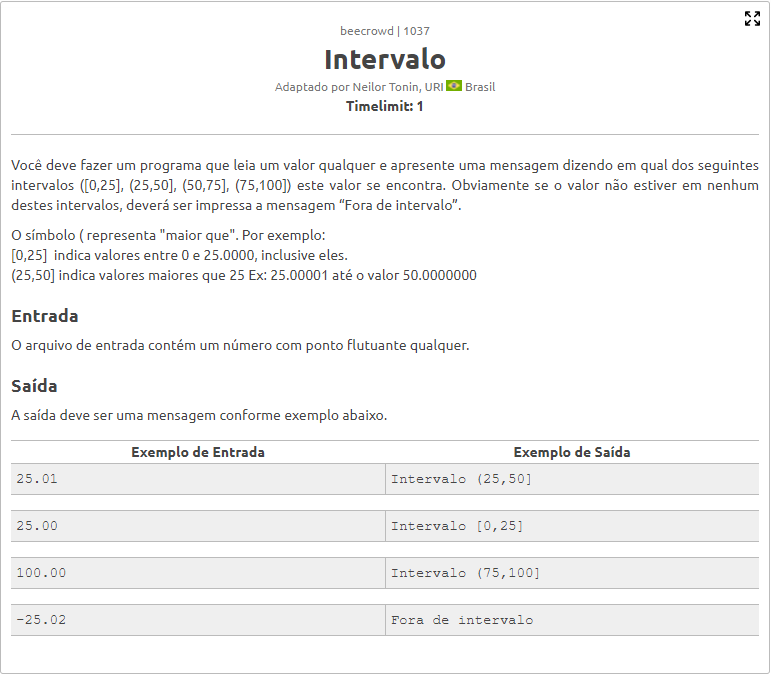 beecrowd | 1037
Intervalo
Adaptado por Neilor Tonin, URI Brasil
Timelimit: 1
Você deve fazer um programa que leia um valor qualquer e apresente uma mensagem dizendo em qual dos seguintes
intervalos ([0,25], (25,50], (50,75], (75,100]) este valor se encontra. Obviamente se o valor não estiver em nenhum
destes intervalos, deverá ser impressa a mensagem “Fora de intervalo”.
O símbolo ( representa "maior que". Por exemplo:
[0,25]  indica valores entre 0 e 25.0000, inclusive eles.
(25,50] indica valores maiores que 25 Ex: 25.00001 até o valor 50.0000000
Entrada
O arquivo de entrada contém um número com ponto flutuante qualquer.
Saída
A saída deve ser uma mensagem conforme exemplo abaixo.
Exemplo de Entrada Exemplo de Saída
25.01 Intervalo (25,50]
25.00 Intervalo [0,25]
100.00 Intervalo (75,100]
-25.02 Fora de intervalo